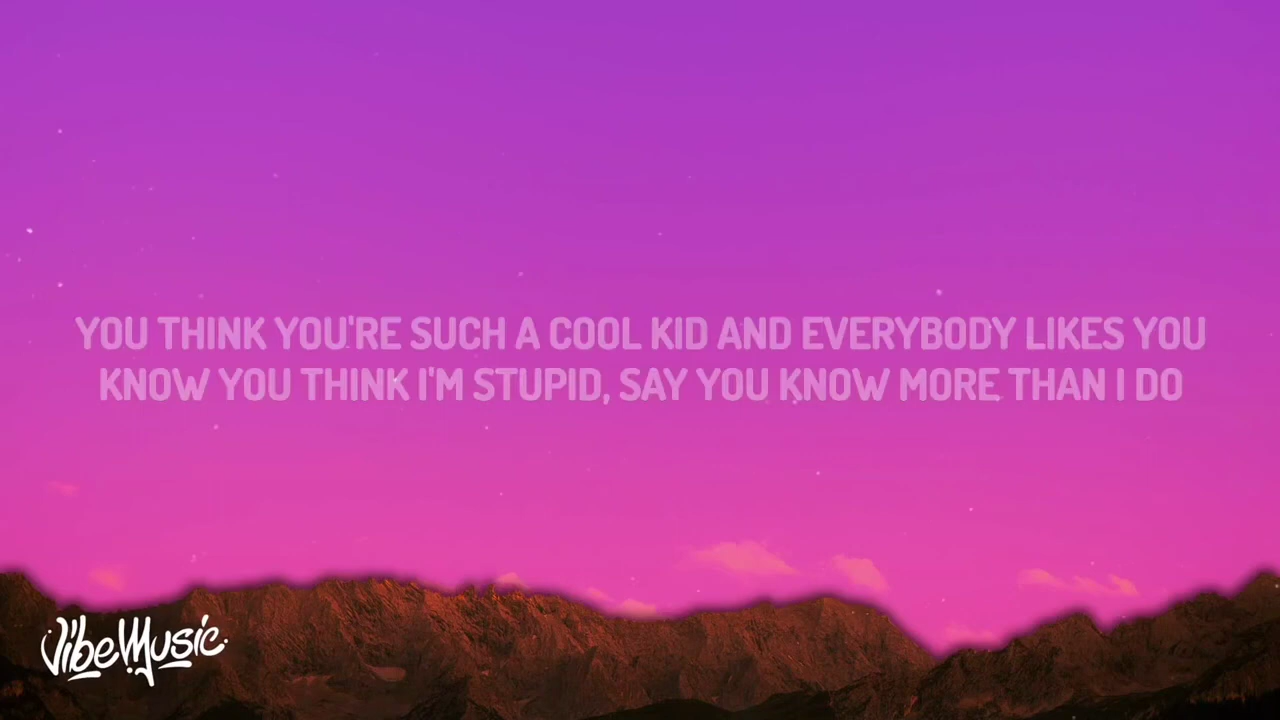 YOU THINK YOU'RE SUCH A COOL KID AND EVERYBODY LIKES YOU
KNOW YOU THINK I'M STUPID, SAY YOU KNOW MORE THAN I DO
VibeMusic